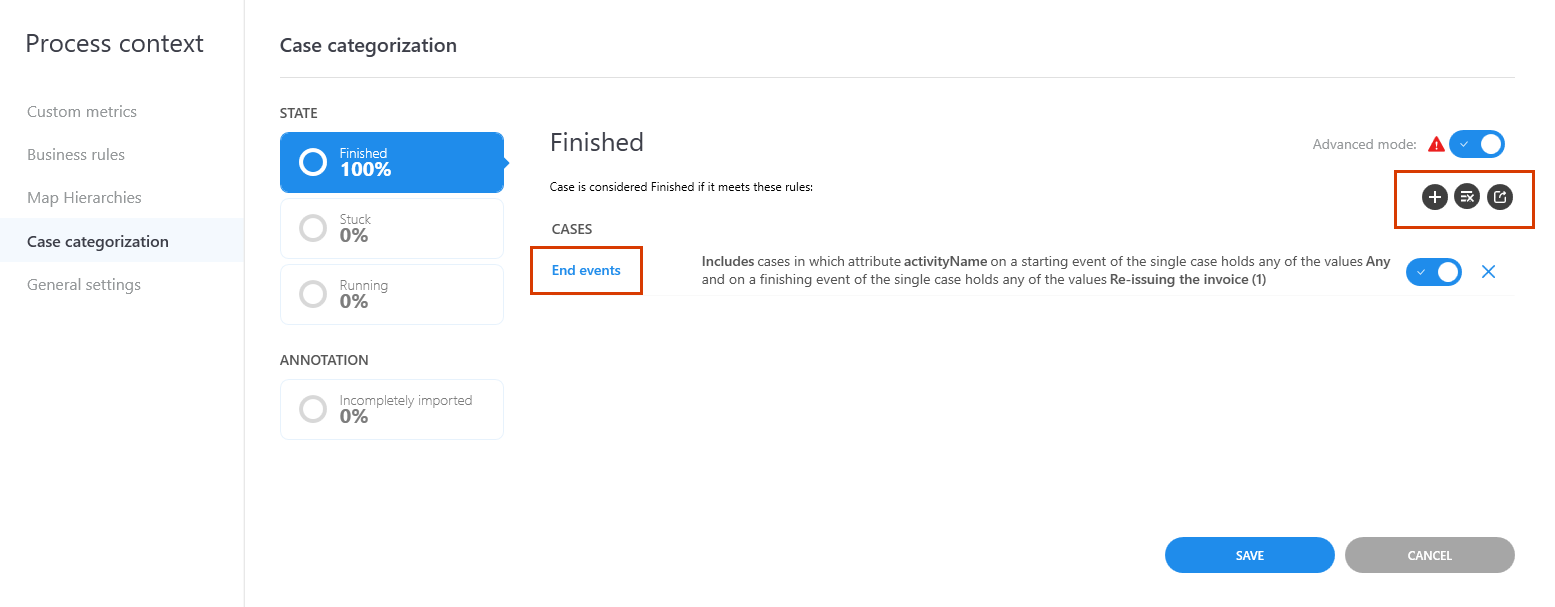 Process context
Custom metrics
Business rules
Map Hierarchies
Case categorization
General settings
Case categorization
STATE
Finished
100%
Stuck
0%
Running
0%
ANNOTATION
Incompletely imported
0%
Finished
Advanced mode:
Case is considered Finished if it meets these rules:
CASES
End events
Includes cases in which attribute activityName on a starting event of the single case holds any of the values Any
and on a finishing event of the single case holds any of the values Re-issuing the invoice (1)
SAVE
CANCEL